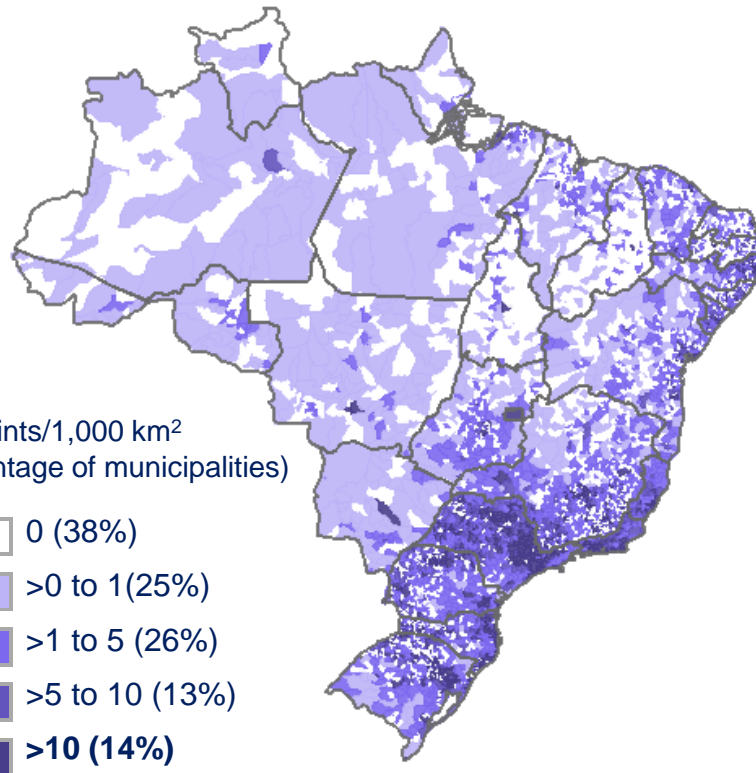 ints/1,000 km²
ntage of municipalities)
0 (38%)
>0 to 1(25%)
>1 to 5 (26%)
>5 to 10 (13%)
>10 (14%)